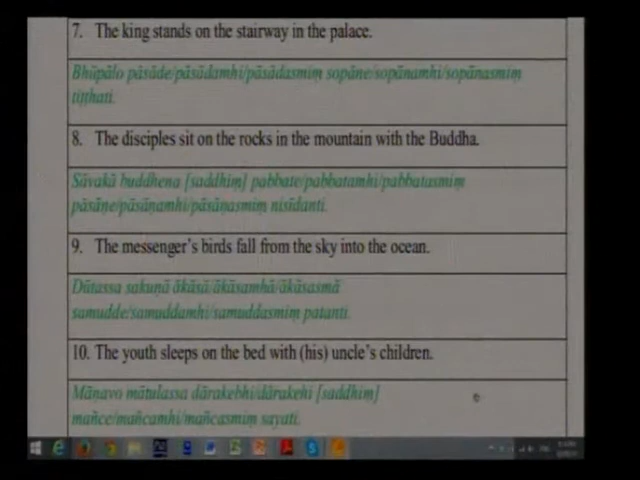 7. The king stands on the stairway in the palace.
Bhūpālo pāsāde/pāsādamhi/pāsādasmiṃ sopāne/sopānamhi/sopānasmiṃ
tiṭṭhati.
8. The disciples sit on the rocks in the mountain with the Buddha.
Sāvakā buddhena [saddhiṃ] pabbate/pabbatamhi/pabbatasmiṃ
pāsāṇe/pāsāṇamhi/pāsāṇasmiṃ nisīdanti.
9. The messenger's birds fall from the sky into the ocean.
Dūtassa sakuṇā ākāsā/ākāsamhā/ākāsasmā
samudde/samuddamhi/samuddasmiṃ patanti.
10. The youth sleeps on the bed with (his) uncle's children.
Māṇavo mātulassa dārakebhi/dārakehi [saddhiṃ]
mañce/mañcamhi/mañcasmiṃ sayati.